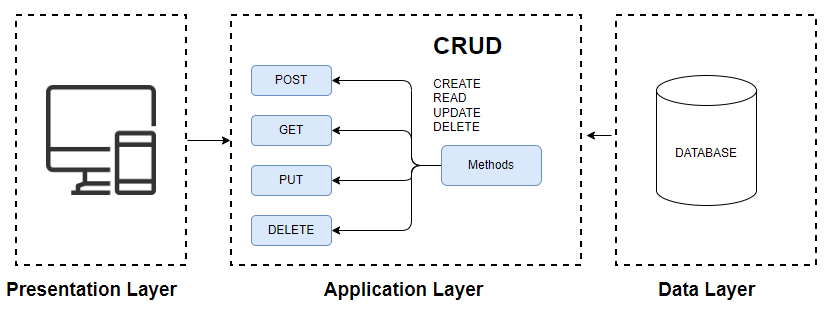 CRUD
POST
GET
PUT
DELETE
CREATE
READ
UPDATE
DELETE
Methods
DATABASE
Presentation Layer
Application Layer
Data Layer